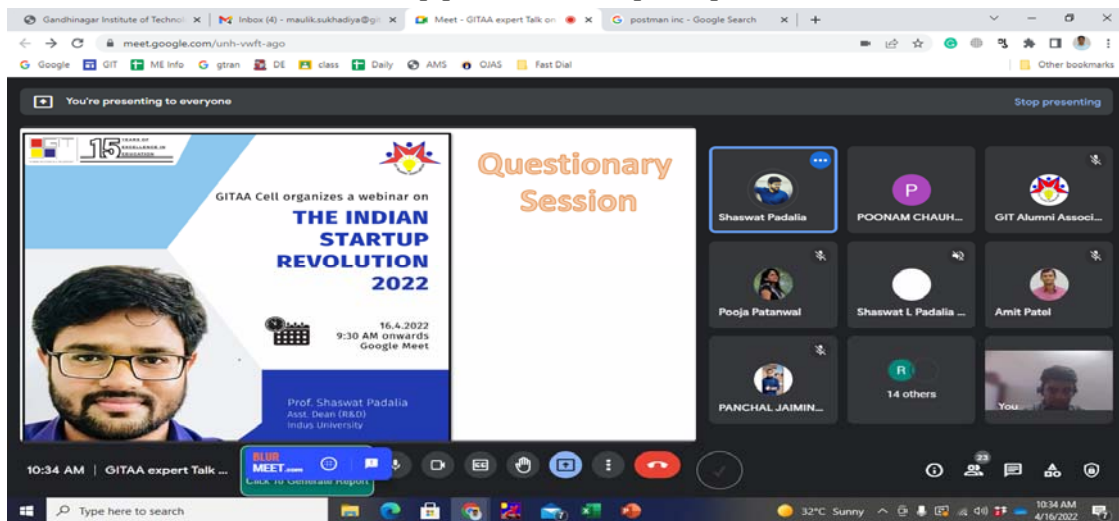 Gandhinagar Institute of Technol
Inbox (4) - maulik.sukhadiya@git
Meet - GITAA expert Talk on
postman inc - Google Search
meet.google.com/unh-vwft-ago
Google
GIT
ME Info
gtran
DE
class
Daily
AMS
OJAS
Fast Dial
Other bookmarks
You're presenting to everyone
Stop presenting
15 YEARS OF
EXCELLENCE IN
EDUCATION
GITAA Cell organizes a webinar on
THE INDIAN
STARTUP
REVOLUTION
2022
16.4.2022
9:30 AM onwards
Google Meet
Prof. Shaswat Padalia
Asst. Dean (R&D)
Indus University
Questionary
Session
Shaswat Padalia
P
POONAM CHAUH...
GIT Alumni Associ...
Pooja Patanwal
Shaswat L Padalia ...
Amit Patel
PANCHAL JAIMIN...
R
14 others
You
10:34 AM | GITAA expert Talk ...
BLUR
MEET.com
Click To Generate Report
23
Type here to search
32°C Sunny
10:34 AM
4/16/2022